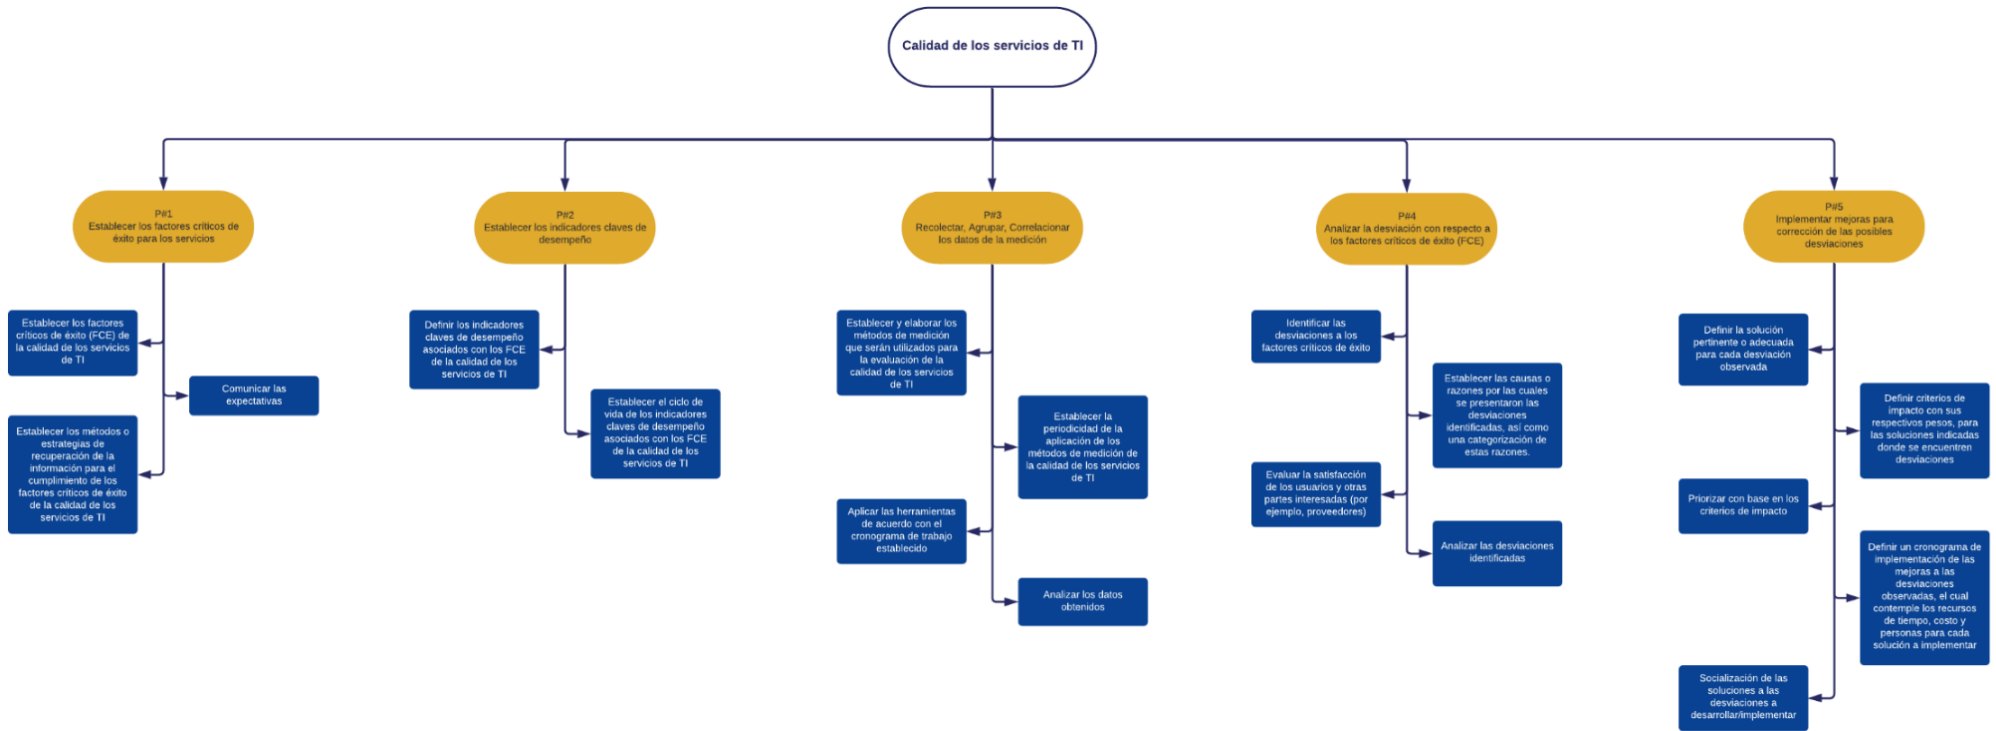 Calidad de los servicios de TI
P#1
Establecer los factores críticos de
éxito para los servicios
P#2
Establecer los indicadores claves de
desempeño
P#3
Recolectar, Agrupar, Correlacionar
los datos de la medición
P#4
Analizar la desviación con respecto a
los factores críticos de éxito (FCE)
P#5
Implementar mejoras para
corrección de las posibles
desviaciones
Establecer los factores
críticos de éxito (FCE) de
la calidad de los servicios
de TI
Comunicar las
expectativas
Establecer los métodos o
estrategias de
recuperación de la
información para el
cumplimiento de los
factores críticos de éxito
de la calidad de los
servicios de TI
Definir los indicadores
claves de desempeño
asociados con los FCE
de la calidad de los
servicios de TI
Establecer el ciclo de
vida de los indicadores
claves de desempeño
asociados con los FCE
de la calidad de los
servicios de TI
Establecer y elaborar los
métodos de medición
que serán utilizados para
la evaluación de la
calidad de los servicios
de TI
Establecer la
periodicidad de la
aplicación de los
métodos de medición de
la calidad de los servicios
de TI
Aplicar las herramientas
de acuerdo con el
cronograma de trabajo
establecido
Analizar los datos
obtenidos
Identificar las
desviaciones a los
factores críticos de éxito
Establecer las causas o
razones por las cuales
se presentaron las
desviaciones
identificadas, así como
una categorización de
estas razones.
Evaluar la satisfacción
de los usuarios y otras
partes interesadas (por
ejemplo, proveedores)
Analizar las desviaciones
identificadas
Definir la solución
pertinente o adecuada
para cada desviación
observada
Definir criterios de
impacto con sus
respectivos pesos, para
las soluciones indicadas
donde se encuentren
desviaciones
Priorizar con base en los
criterios de impacto
Definir un cronograma de
implementación de las
mejoras a las
desviaciones
observadas, el cual
contemple los recursos
de tiempo, costo y
personas para cada
solución a implementar
Socialización de las
soluciones a las
desviaciones a
desarrollar/implementar